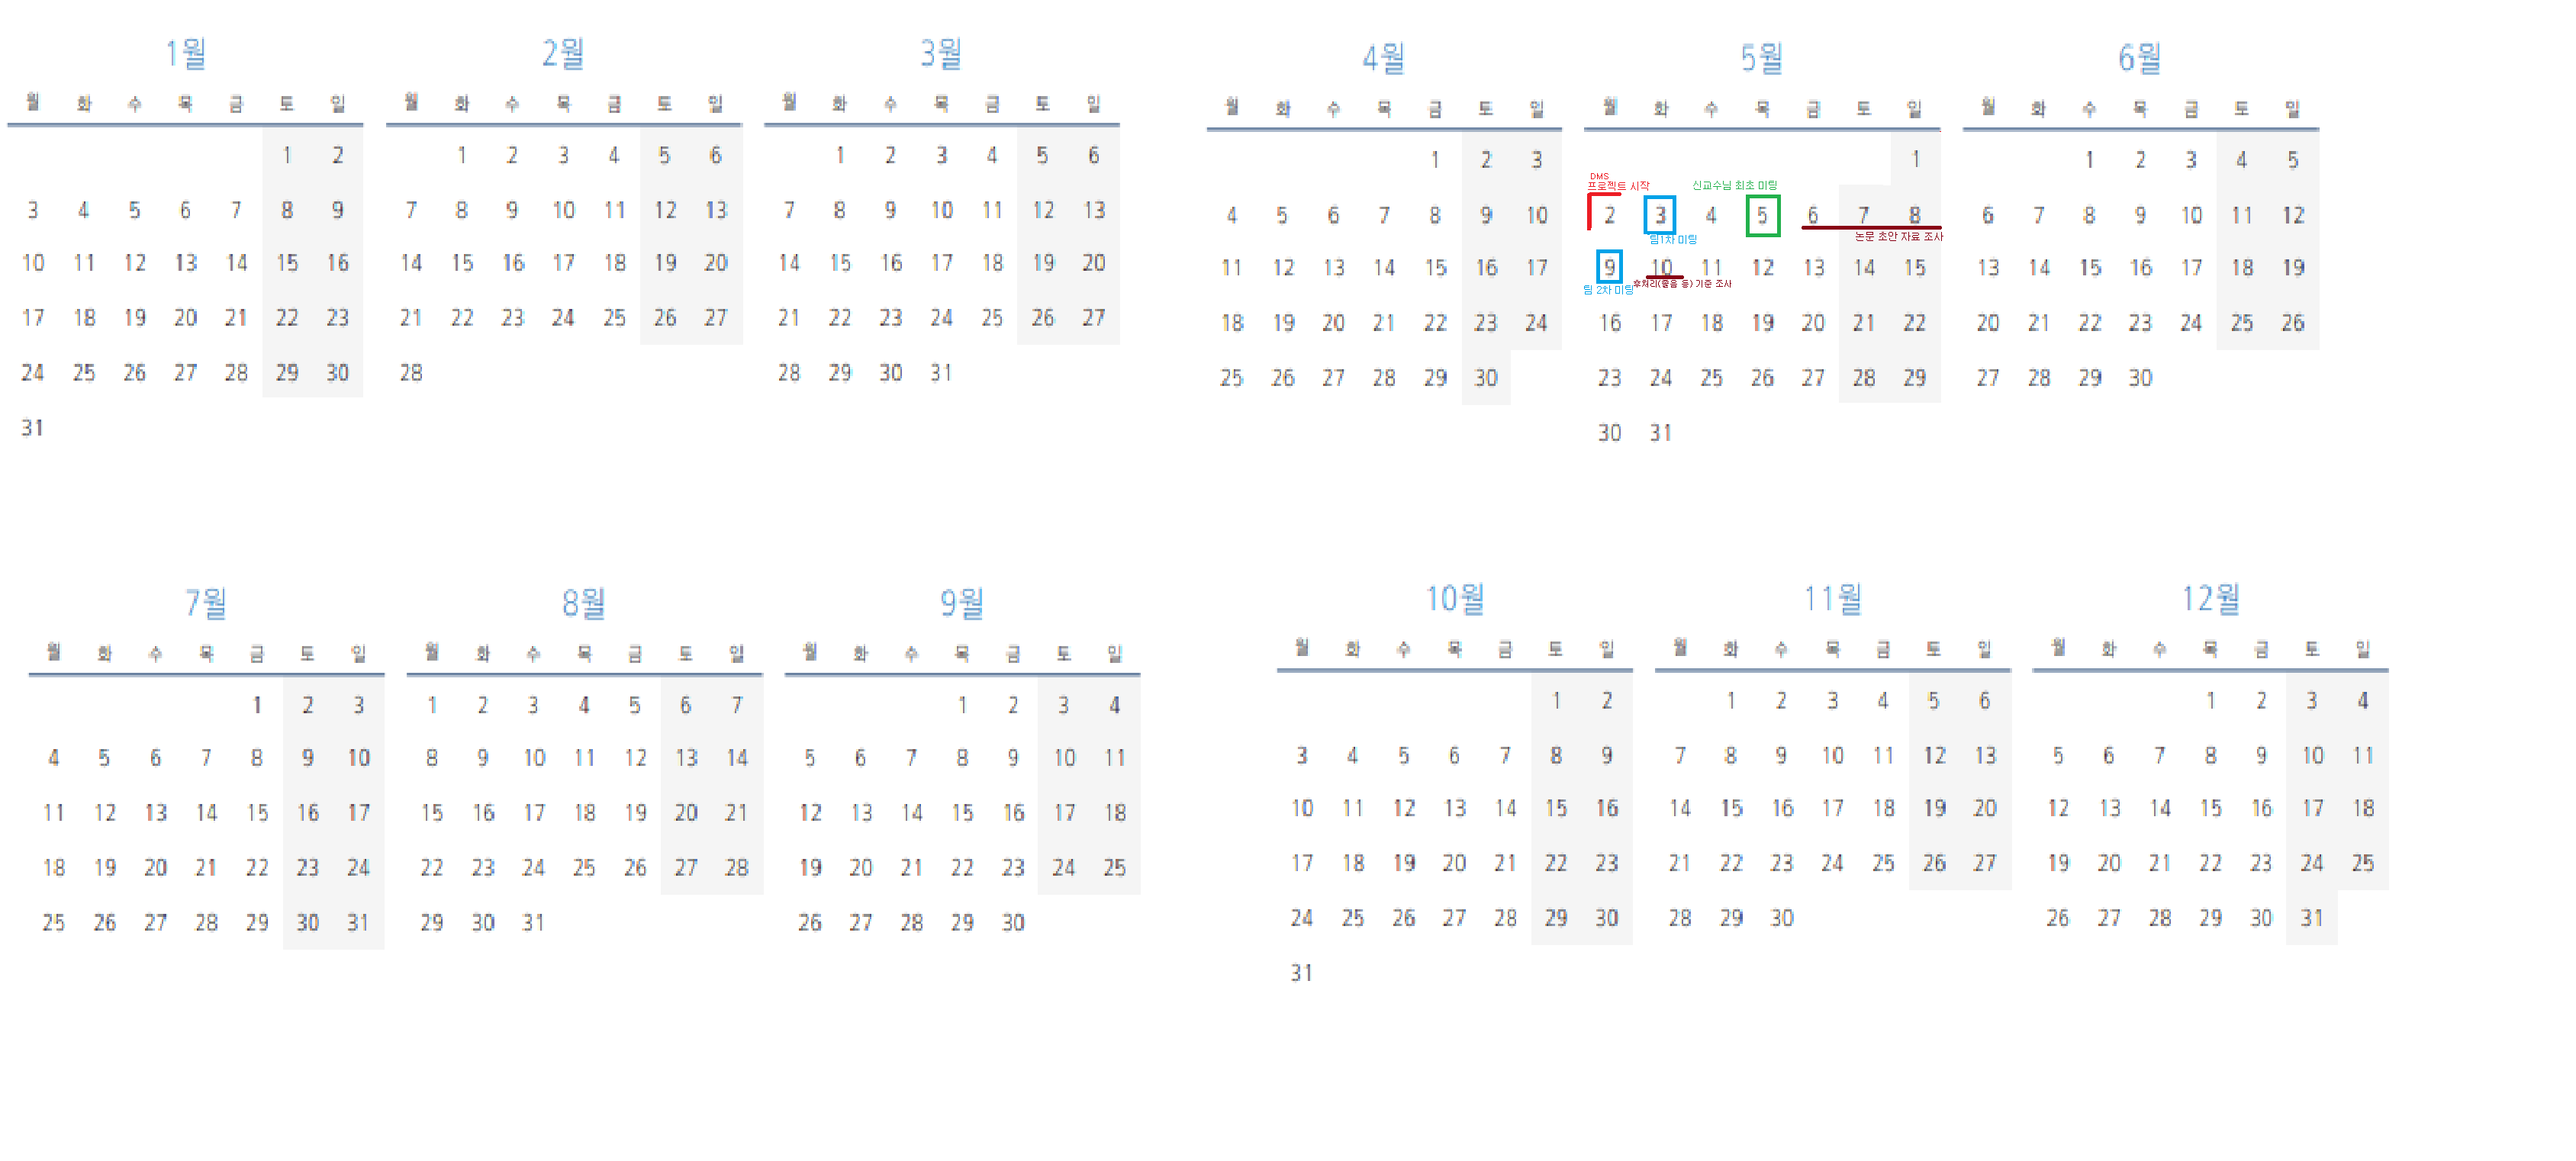 1월
월 화 수 목 금 토 일
1 2
3 4 5 6 7 8 9
10 11 12 13 14 15 16
17 18 19 20 21 22 23
24 25 26 27 28 29 30
31
2월
월 화 수 목 금 토 일
1 2 3 4 5 6
7 8 9 10 11 12 13
14 15 16 17 18 19 20
21 22 23 24 25 26 27
28
3월
월 화 수 목 금 토 일
1 2 3 4 5 6
7 8 9 10 11 12 13
14 15 16 17 18 19 20
21 22 23 24 25 26 27
28 29 30 31
4월
월 화 수 목 금 토 일
1 2 3
4 5 6 7 8 9 10
11 12 13 14 15 16 17
18 19 20 21 22 23 24
25 26 27 28 29 30
5월
월 화 수 목 금 토 일
1
DMS
프로젝트 시작
신교수님 최초 미팅
2 3 4 5 6 7 8
팀1차 미팅
논문 초안 자료 조사
9 10 11 12 13 14 15
팀 2차 미팅
후처리(졸음 등) 기준 조사
16 17 18 19 20 21 22
23 24 25 26 27 28 29
30 31
6월
월 화 수 목 금 토 일
1 2 3 4 5
6 7 8 9 10 11 12
13 14 15 16 17 18 19
20 21 22 23 24 25 26
27 28 29 30
7월
월 화 수 목 금 토 일
1 2 3
4 5 6 7 8 9 10
11 12 13 14 15 16 17
18 19 20 21 22 23 24
25 26 27 28 29 30 31
8월
월 화 수 목 금 토 일
1 2 3 4 5 6 7
8 9 10 11 12 13 14
15 16 17 18 19 20 21
22 23 24 25 26 27 28
29 30 31
9월
월 화 수 목 금 토 일
1 2 3 4
5 6 7 8 9 10 11
12 13 14 15 16 17 18
19 20 21 22 23 24 25
26 27 28 29 30
10월
월 화 수 목 금 토 일
1 2
3 4 5 6 7 8 9
10 11 12 13 14 15 16
17 18 19 20 21 22 23
24 25 26 27 28 29 30
31
11월
월 화 수 목 금 토 일
1 2 3 4 5 6
7 8 9 10 11 12 13
14 15 16 17 18 19 20
21 22 23 24 25 26 27
28 29 30
12월
월 화 수 목 금 토 일
1 2 3 4
5 6 7 8 9 10 11
12 13 14 15 16 17 18
19 20 21 22 23 24 25
26 27 28 29 30 31